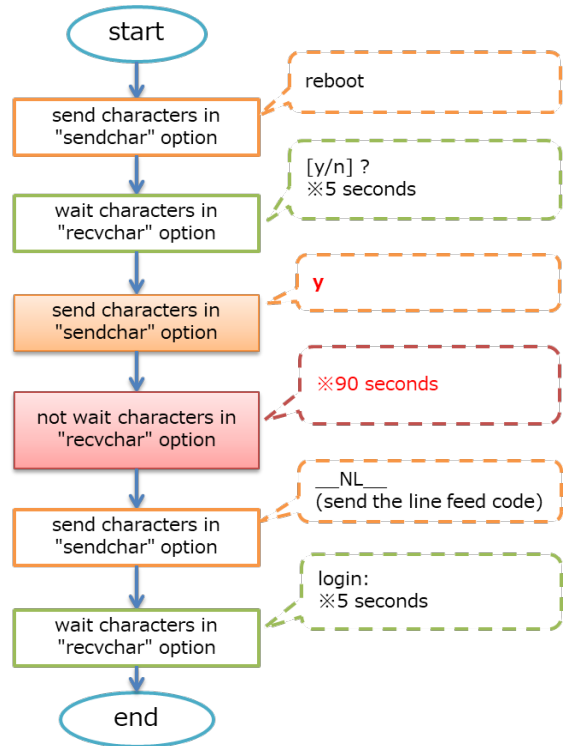 start
send characters in
"sendchar" option
reboot
wait characters in
"recvchar" option
[y/n] ?
※5 seconds
send characters in
"sendchar" option
y
not wait characters in
"recvchar" option
※90 seconds
send characters in
"sendchar" option
__NL__
(send the line feed code)
wait characters in
"recvchar" option
login:
※5 seconds
end